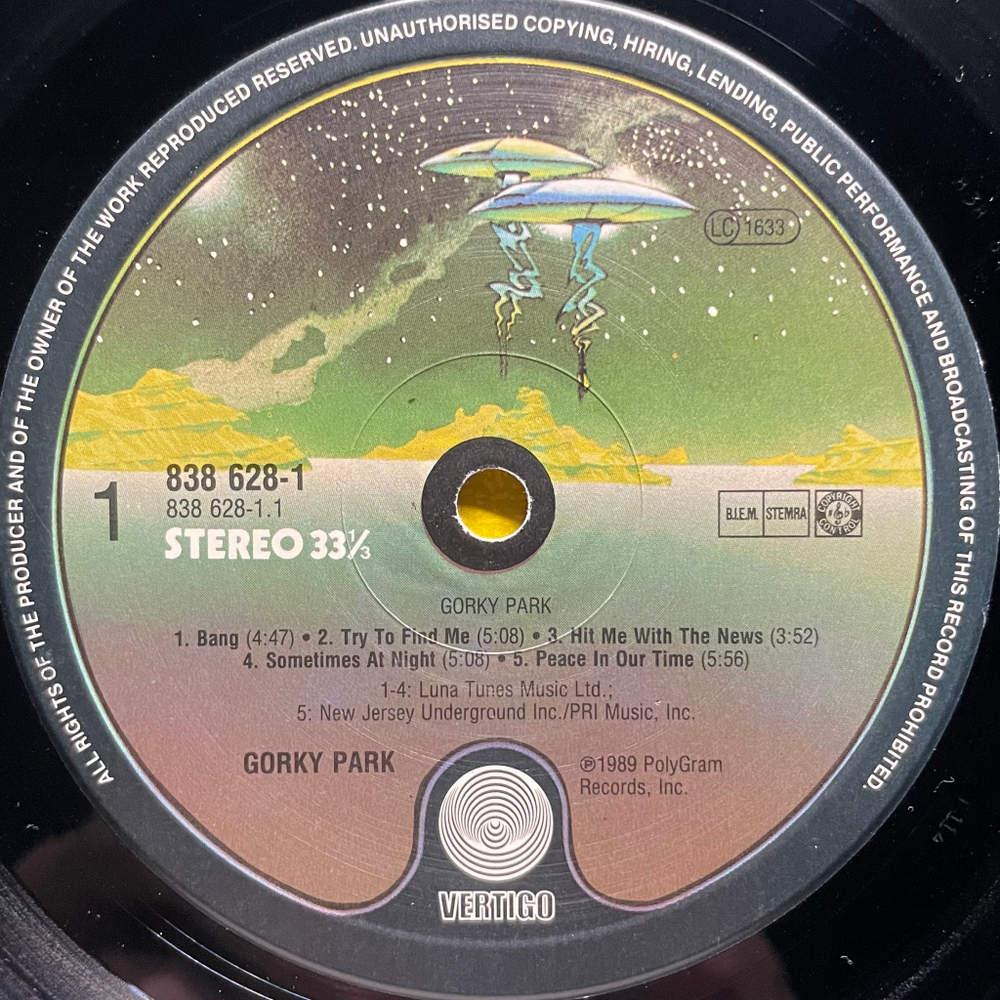 ALL RIGHTS OF THE PRODUCER AND OF THE OWNER OF THE WORK REPRODUCED RESERVED. UNAUTHORISED COPYING, HIRING, LENDING, PUBLIC PERFORMANCE AND BROADCASTING OF THIS RECORD PROHIBITED.
LC 1633
1
838 628-1
838 628-1.1
STEREO 33 1/3
B.I.E.M. STEMRA COPYRIGHT CONTROL
GORKY PARK
1. Bang (4:47) • 2. Try To Find Me (5:08) • 3. Hit Me With The News (3:52)
4. Sometimes At Night (5:08) • 5. Peace In Our Time (5:56)
1-4: Luna Tunes Music Ltd.;
5: New Jersey Underground Inc./PRI Music, Inc.
GORKY PARK
℗1989 PolyGram
Records, Inc.
VERTIGO